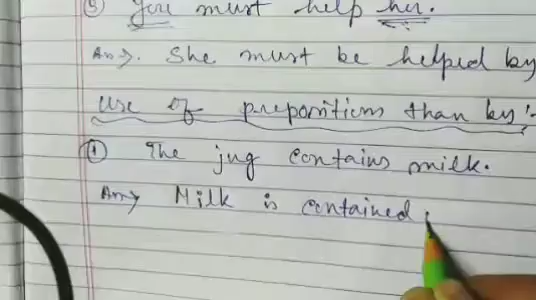 ⑤ You must help her.
Ans→. She must be helped by
use of prepositions than by:-
① The jug contains milk.
Ans→ Milk is contained